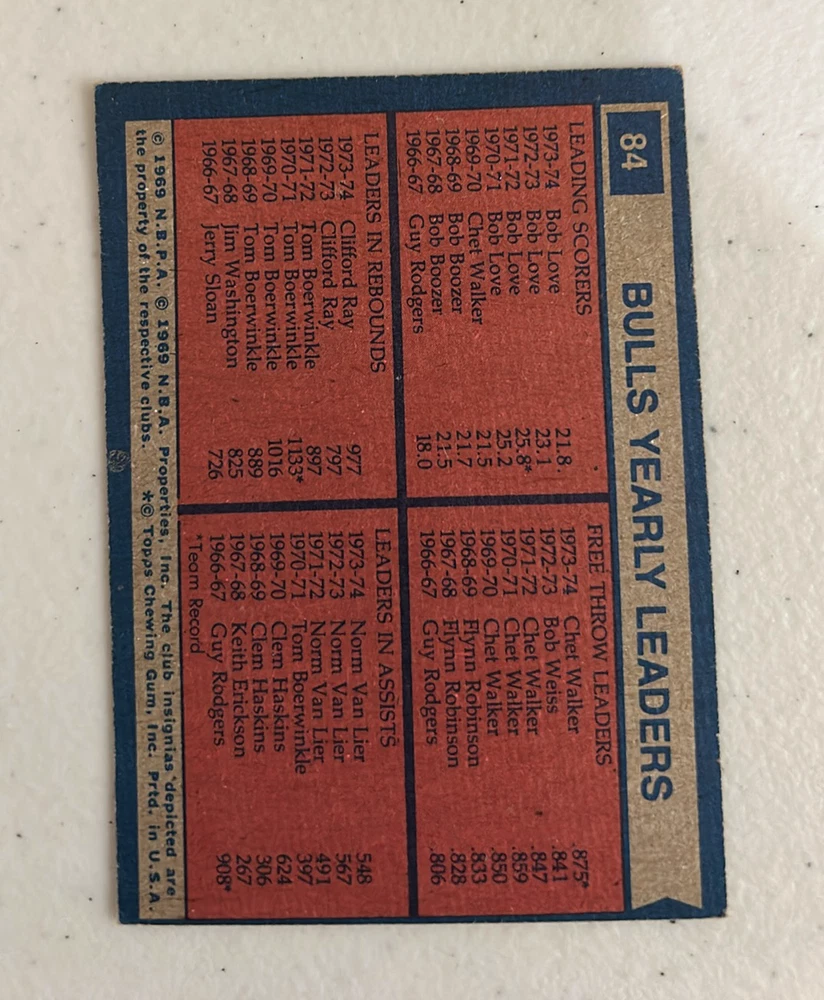 84
BULLS YEARLY LEADERS
LEADING SCORERS
1973-74 Bob Love 21.8
1972-73 Bob Love 23.1
1971-72 Bob Love 25.8*
1970-71 Bob Love 25.2
1969-70 Chet Walker 21.5
1968-69 Bob Boozer 21.7
1967-68 Bob Boozer 21.5
1966-67 Guy Rodgers 18.0
FREE THROW LEADERS
1973-74 Chet Walker .875*
1972-73 Bob Weiss .841
1971-72 Chet Walker .847
1970-71 Chet Walker .859
1969-70 Chet Walker .850
1968-69 Flynn Robinson .833
1967-68 Flynn Robinson .828
1966-67 Guy Rodgers .806
LEADERS IN REBOUNDS
1973-74 Clifford Ray 977
1972-73 Clifford Ray 797
1971-72 Tom Boerwinkle 897
1970-71 Tom Boerwinkle 1133*
1969-70 Tom Boerwinkle 1016
1968-69 Tom Boerwinkle 889
1967-68 Jim Washington 825
1966-67 Jerry Sloan 726
LEADERS IN ASSISTS
1973-74 Norm Van Lier 548
1972-73 Norm Van Lier 567
1971-72 Norm Van Lier 491
1970-71 Tom Boerwinkle 397
1969-70 Clem Haskins 624
1968-69 Clem Haskins 306
1967-68 Keith Erickson 267
1966-67 Guy Rodgers 908*
*Team Record
© 1969 N.B.P.A. © 1969 N.B.A. Properties, Inc. The club insignias depicted are
the property of the respective clubs. *© Topps Chewing Gum, Inc. Prtd. in U.S.A.